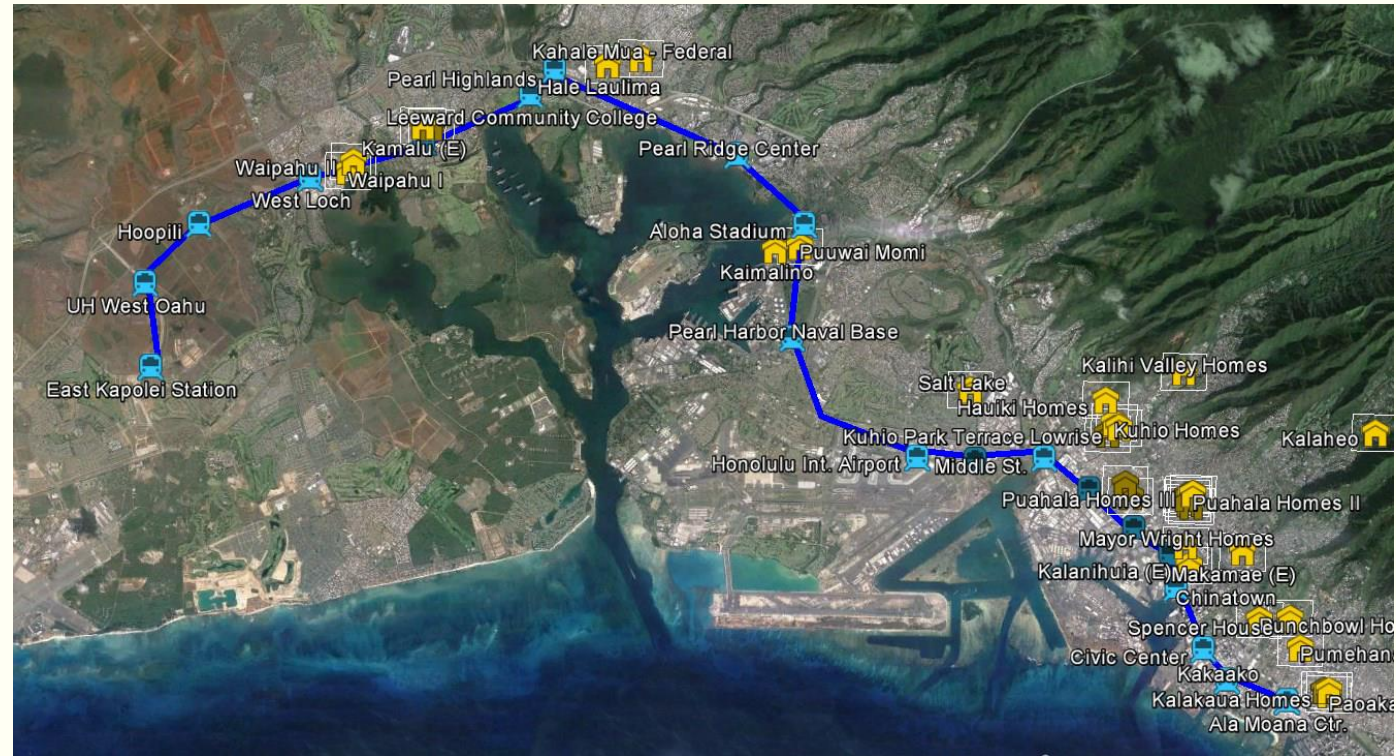 Kahale Mua - Federal
Pearl Highlands
Hale Laulima
Leeward Community College
Kamalu (E)
Pearl Ridge Center
Waipahu II
Waipahu I
West Loch
Hoopili
Aloha Stadium
Puuwai Momi
Kaimalino
UH West Oahu
Pearl Harbor Naval Base
East Kapolei Station
Kalihi Valley Homes
Salt Lake
Hauiki Homes
Kuhio Park Terrace Lowrise
Kuhio Homes
Kalaheo
Honolulu Int. Airport
Middle St.
Puahala Homes III
Puahala Homes II
Mayor Wright Homes
Kalanihuia (E)
Makamae (E)
Chinatown
Spencer House
Punchbowl Ho
Civic Center
Pumehan
Kakaako
Kalakaua Homes
Paoaka
Ala Moana Ctr.